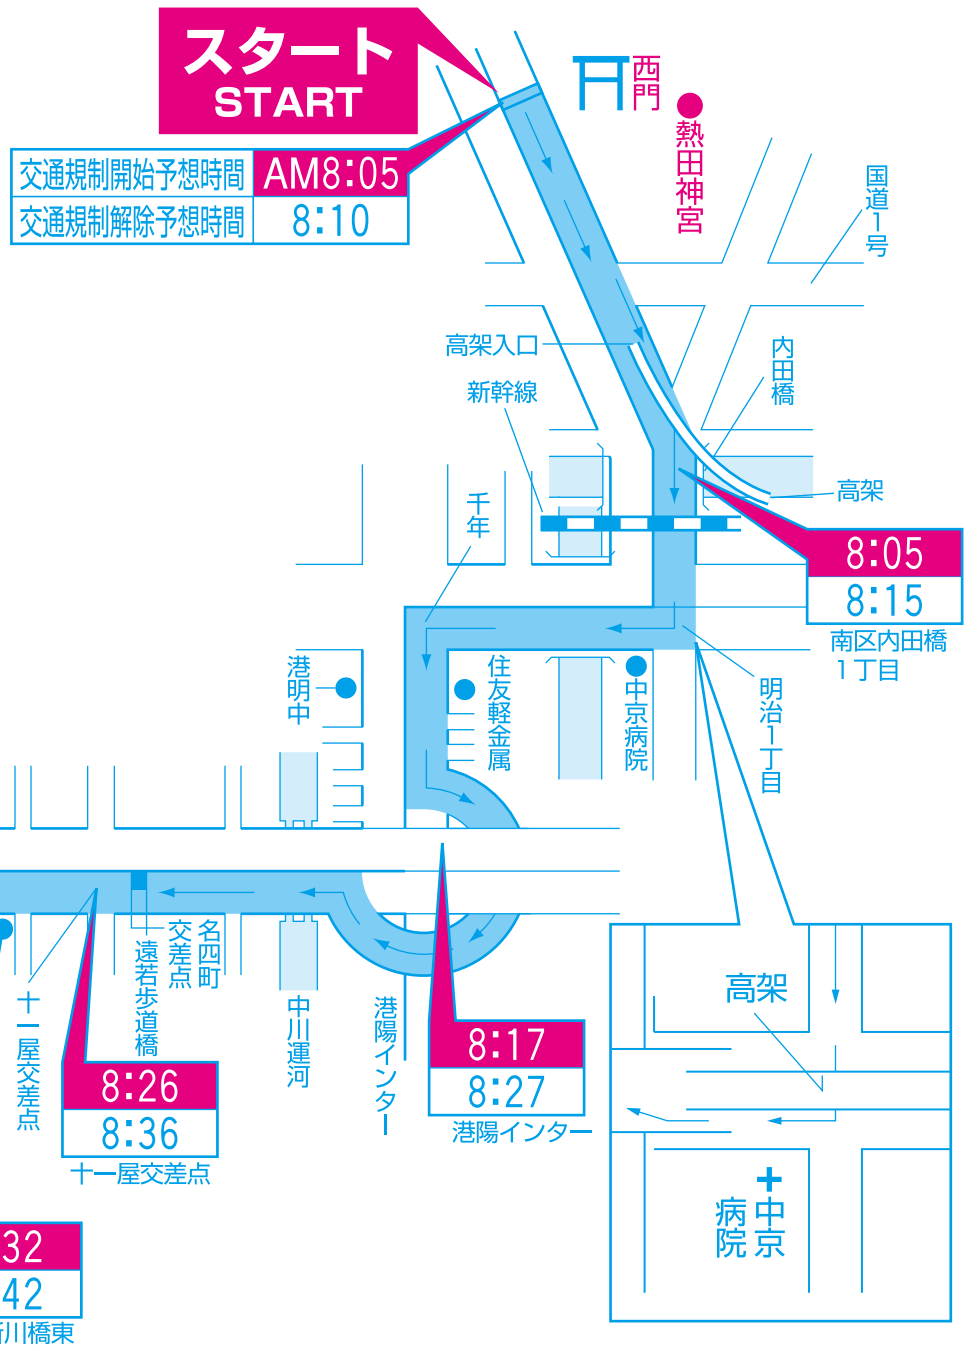 スタート
START
交通規制開始予想時間 AM8:05
交通規制解除予想時間 8:10
西門
熱田神宮
国道1号
高架入口
内田橋
新幹線
高架
千年
8:05
8:15
南区内田橋
1丁目
港明中
住友軽金属
中京病院
明治1丁目
名四町
交差点
遠若歩道橋
十一屋交差点
中川運河
港陽インター
8:17
8:27
港陽インター
8:26
8:36
十一屋交差点
高架
中京
病院
32
42
川橋東